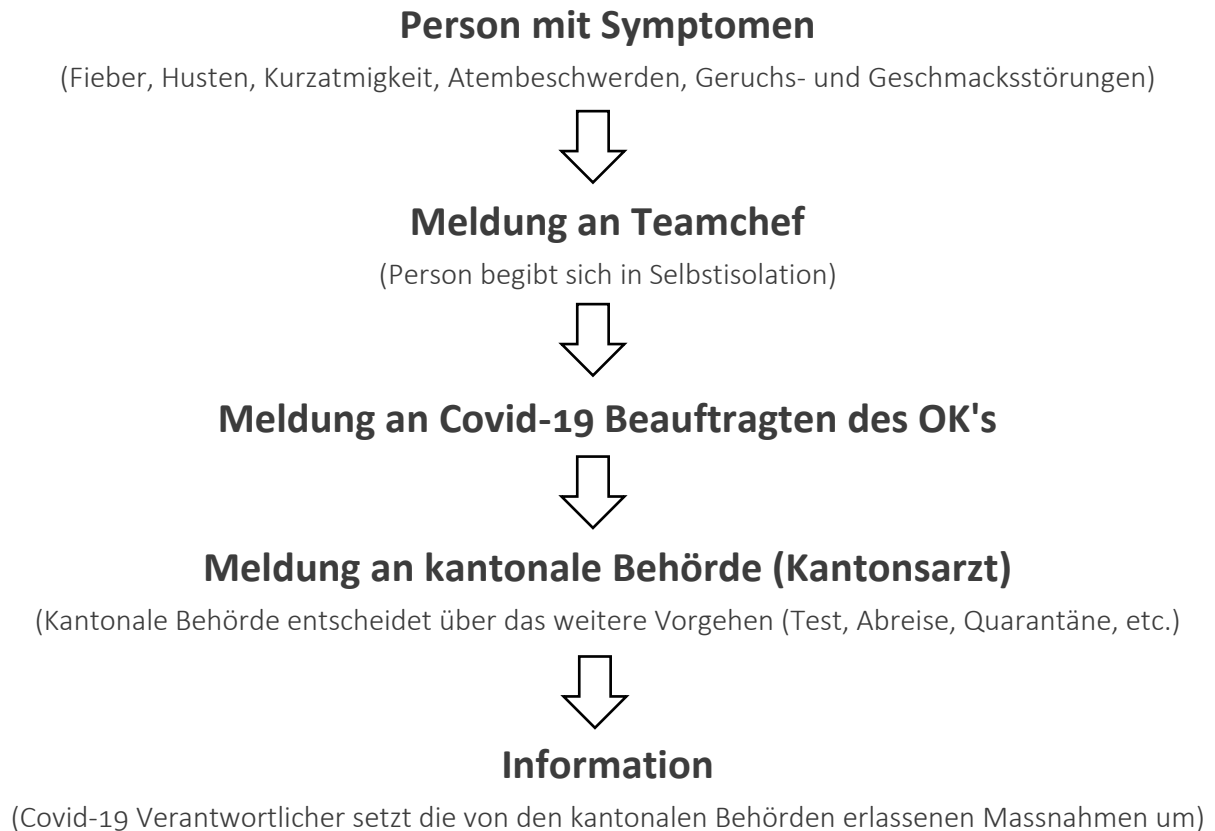 Person mit Symptomen
(Fieber, Husten, Kurzatmigkeit, Atembeschwerden, Geruchs- und Geschmacksstörungen)
Meldung an Teamchef
(Person begibt sich in Selbstisolation)
Meldung an Covid-19 Beauftragten des OK's
Meldung an kantonale Behörde (Kantonsarzt)
(Kantonale Behörde entscheidet über das weitere Vorgehen (Test, Abreise, Quarantäne, etc.)
Information
(Covid-19 Verantwortlicher setzt die von den kantonalen Behörden erlassenen Massnahmen um)